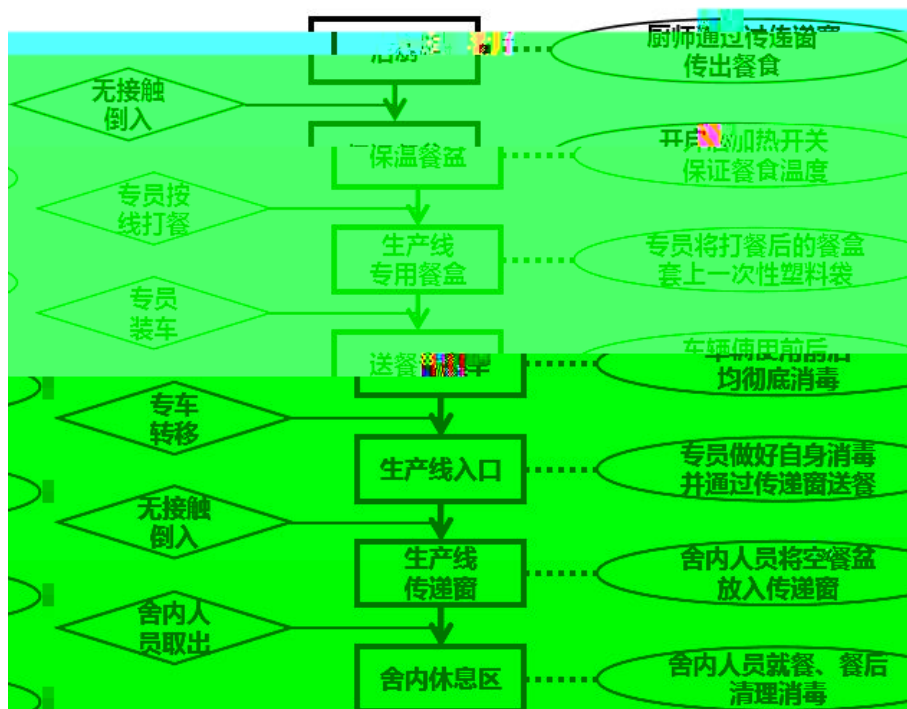 厨师通过传递窗
传出餐食
无接触
倒入
保温餐盆
加热开关
保证餐食温度
专员按
线打餐
生产线
专用餐盒
专员将打餐后的餐盒
套上一次性塑料袋
专员
装车
送餐
车辆使用前后
均彻底消毒
专车
转移
生产线入口
专员做好自身消毒
并通过传递窗送餐
无接触
倒入
生产线
传递窗
舍内人员将空餐盆
放入传递窗
舍内人
员取出
舍内休息区
舍内人员就餐、餐后
清理消毒